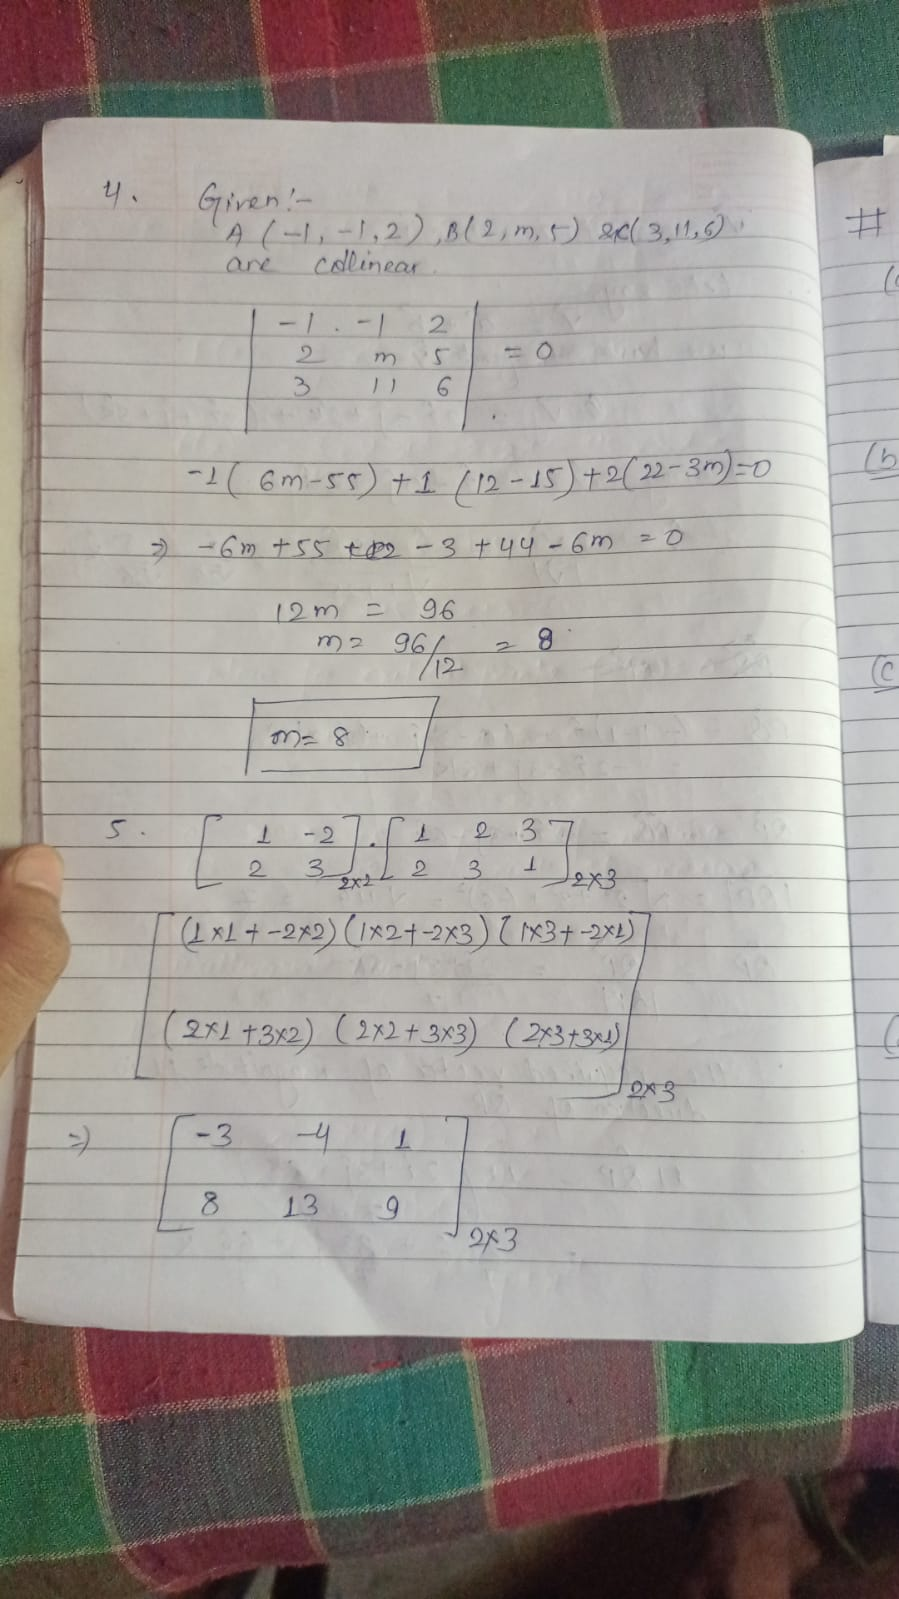 4. Given:-
A (-1, -1, 2), B(2, m, 5) & C(3, 11, 6)
are collinear.
| -1 -1 2 |
| 2 m 5 | = 0
| 3 11 6 |
-1( 6m-55) +1 (12-15)+2(22-3m)=0
⇒ -6m +55 -3 +44 -6m = 0
12m = 96
m= 96/12 = 8
m= 8
5. [ 1 -2 ] . [ 1 2 3 ]
[ 2 3 ]2×2 [ 2 3 1 ]2×3
[ (1×1+-2×2) (1×2+-2×3) (1×3+-2×1) ]
[ (2×1+3×2) (2×2+3×3) (2×3+3×1) ]2×3
⇒ [ -3 -4 1 ]
[ 8 13 9 ]2×3
#
(b
(c